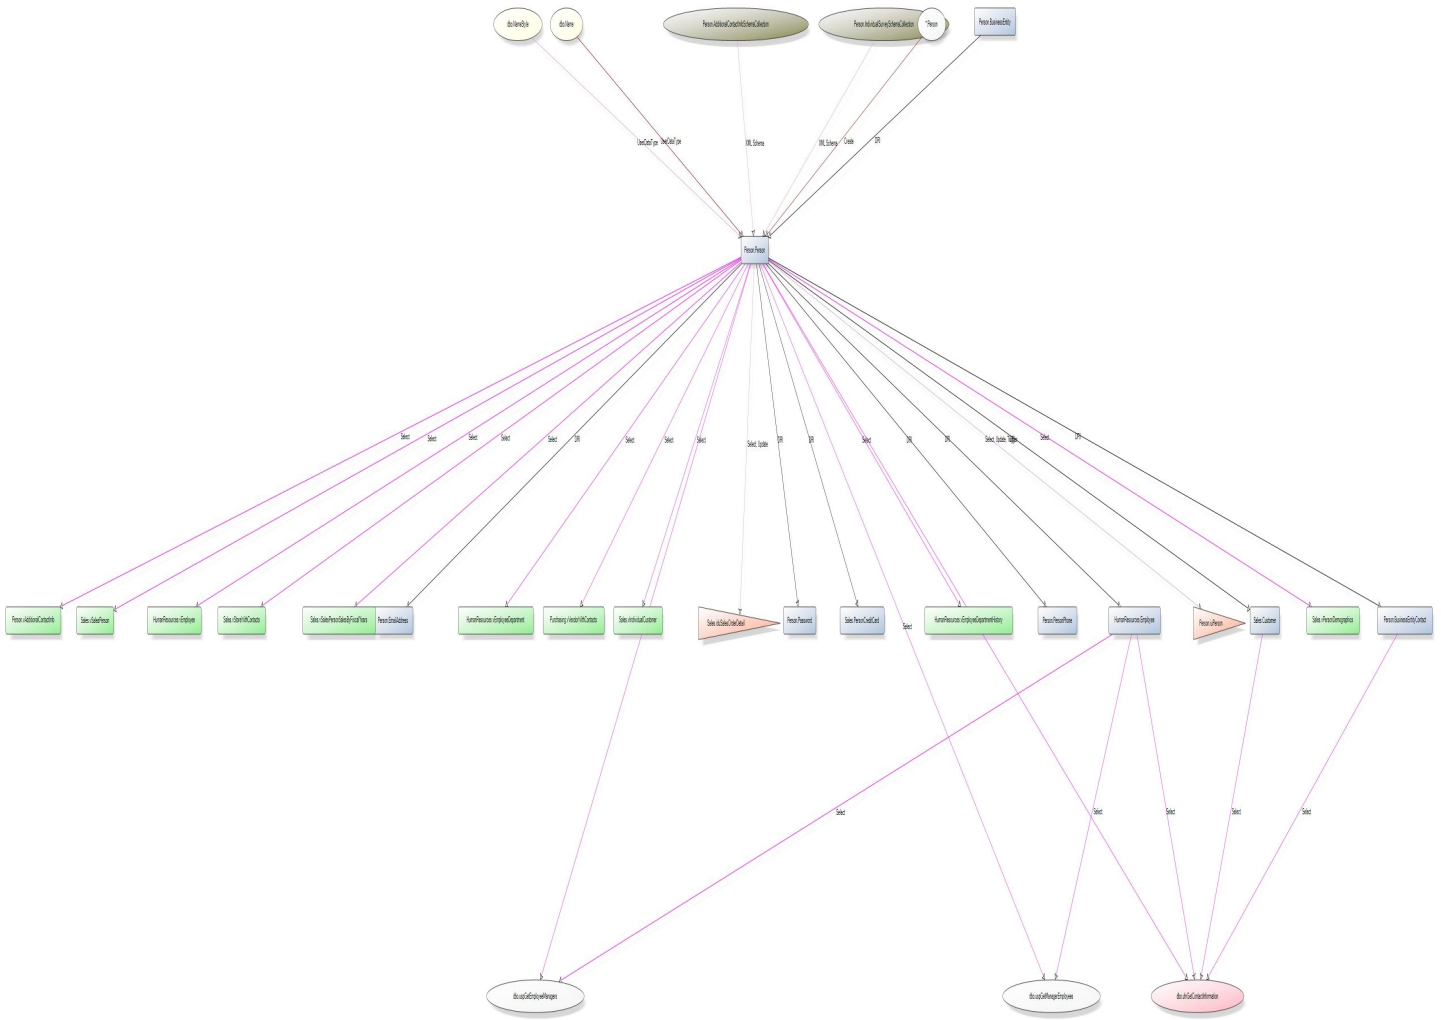 dbo.NameStyle
dbo.Name
Person.AdditionalContactInfoSchemaCollection
Person.IndividualSurveySchemaCollection
*.Person
Person.BusinessEntity
UserDataType
UserDataType
XML Schema
XML Schema
Create
DRI
Person.Person
Select
Select
Select
Select
Select
DRI
Select
Select
Select
Select, Update
DRI
DRI
Select
DRI
DRI
Select, Update,
Select
DRI
Person.vAdditionalContactInfo
Sales.vSalesPerson
HumanResources.vEmployee
Sales.vStoreWithContacts
Sales.vSalesPersonSalesByFiscalYears
Person.EmailAddress
HumanResources.vEmployeeDepartment
Purchasing.vVendorWithContacts
Sales.vIndividualCustomer
Sales.iduSalesOrderDetail
Person.Password
Sales.PersonCreditCard
HumanResources.vEmployeeDepartmentHistory
Person.PersonPhone
HumanResources.Employee
Person.iuPerson
Sales.Customer
Sales.vPersonDemographics
Person.BusinessEntityContact
Select
Select
Select
Select
Select
Select
dbo.uspGetEmployeeManagers
dbo.uspGetManagerEmployees
dbo.ufnGetContactInformation